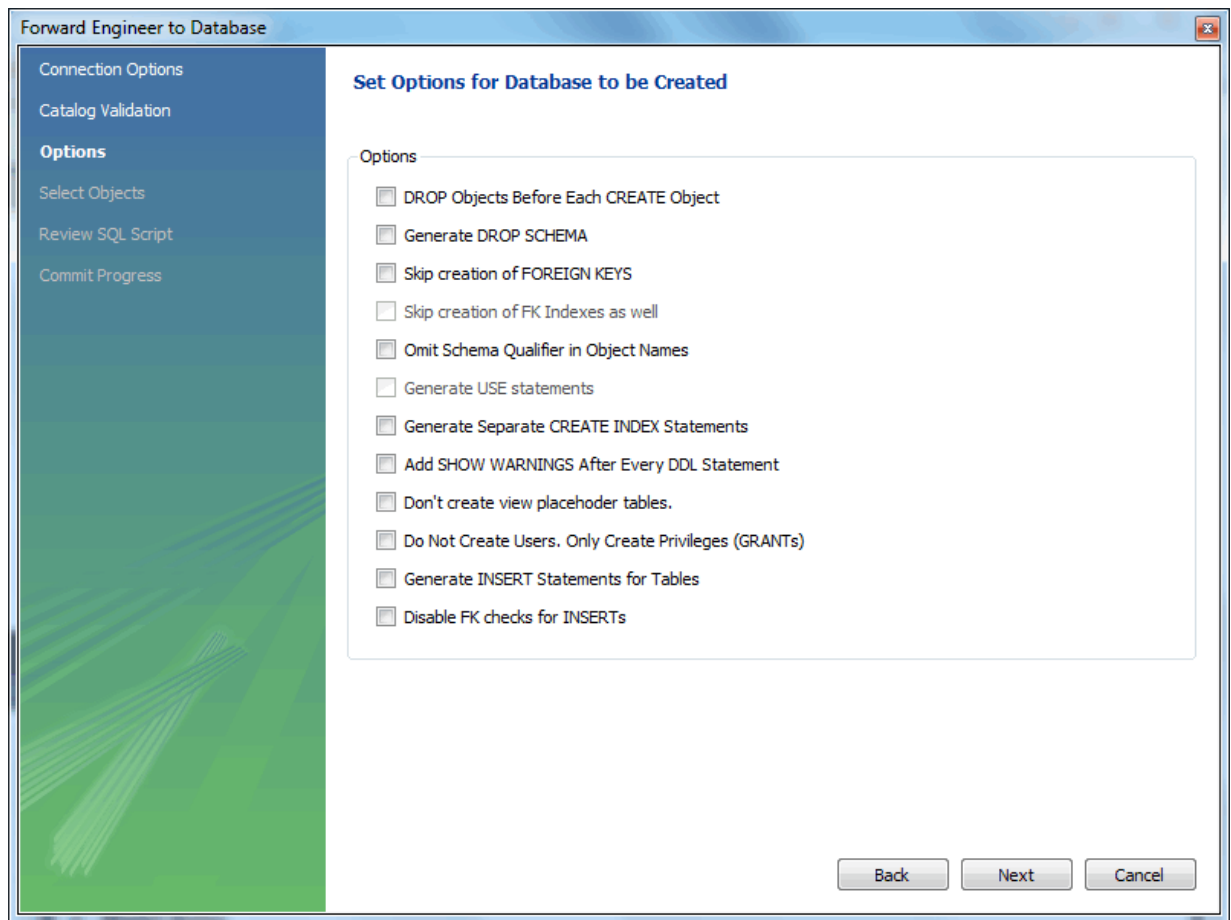 Forward Engineer to Database
Connection Options
Catalog Validation
Options
Select Objects
Review SQL Script
Commit Progress
Set Options for Database to be Created
Options
DROP Objects Before Each CREATE Object
Generate DROP SCHEMA
Skip creation of FOREIGN KEYS
Skip creation of FK Indexes as well
Omit Schema Qualifier in Object Names
Generate USE statements
Generate Separate CREATE INDEX Statements
Add SHOW WARNINGS After Every DDL Statement
Don't create view placehoder tables.
Do Not Create Users. Only Create Privileges (GRANTs)
Generate INSERT Statements for Tables
Disable FK checks for INSERTs
Back Next Cancel